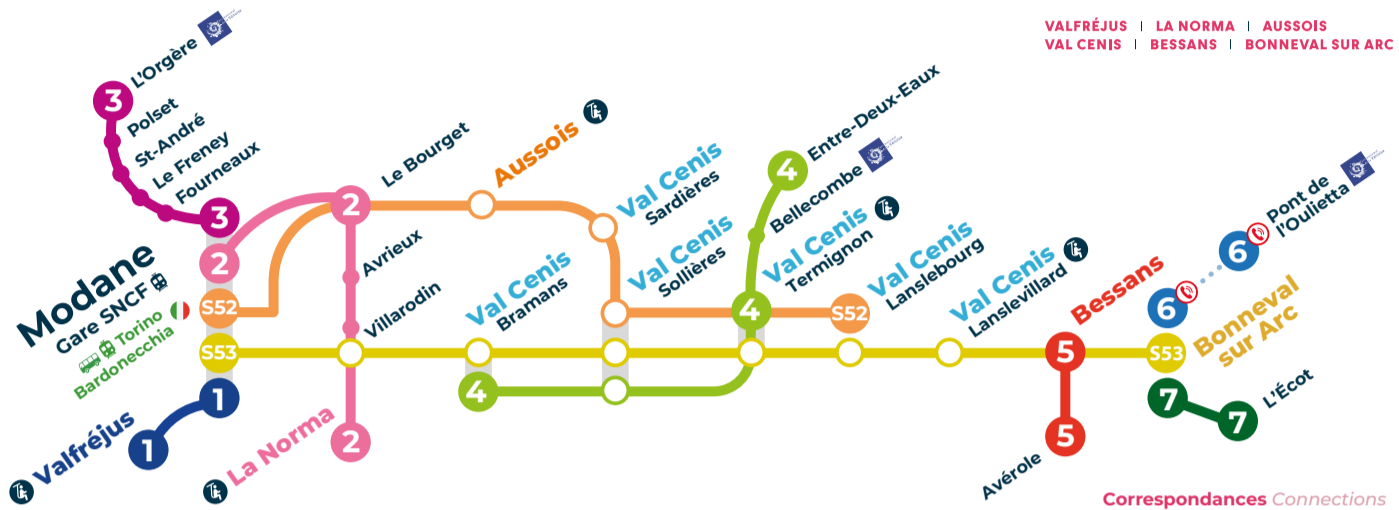 VALFRÉJUS | LA NORMA | AUSSOIS
VAL CENIS | BESSANS | BONNEVAL SUR ARC
3
L'Orgère
Polset
St-André
Le Freney
Fourneaux
3
Modane
Gare SNCF
Torino
Bardonecchia
2
S52
S53
1
1
Valfréjus
2
Le Bourget
Avrieux
Villarodin
2
La Norma
Aussois
Val Cenis
Sardières
Val Cenis
Sollières
Val Cenis
Bramans
4
4
Entre-Deux-Eaux
Bellecombe
4
Val Cenis
Termignon
S52
Val Cenis
Lanslebourg
Val Cenis
Lanslevillard
Bessans
5
5
Avérole
6
6
Pont de
l'Oulietta
S53
Bonneval
sur Arc
7
7
L'Écot
Correspondances Connections